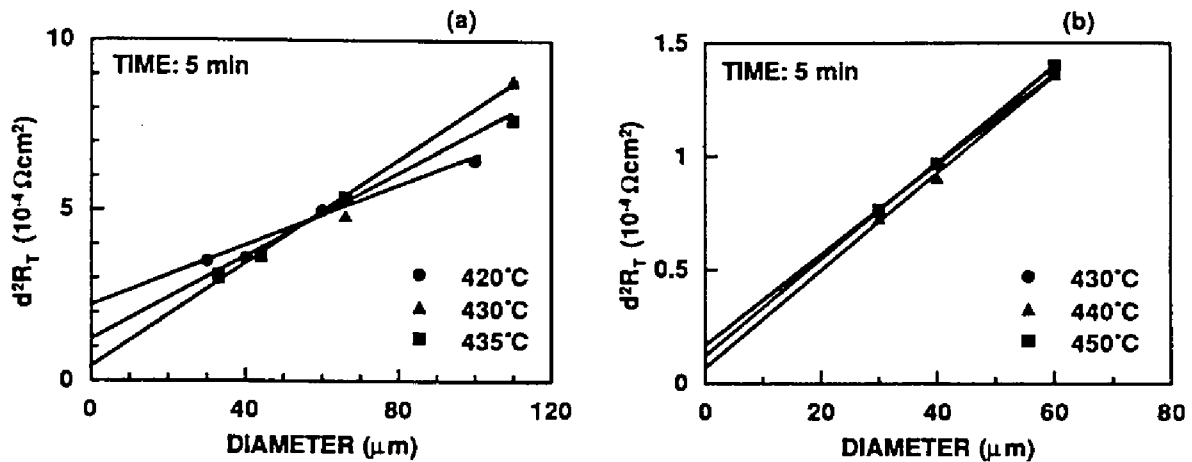 (a)
TIME: 5 min
d²R_T (10⁻⁴ Ωcm²)
10
5
0
420°C
430°C
435°C
0 40 80 120
DIAMETER (μm)
(b)
TIME: 5 min
d²R_T (10⁻⁴ Ωcm²)
1.5
1
0.5
0
430°C
440°C
450°C
0 20 40 60 80
DIAMETER (μm)